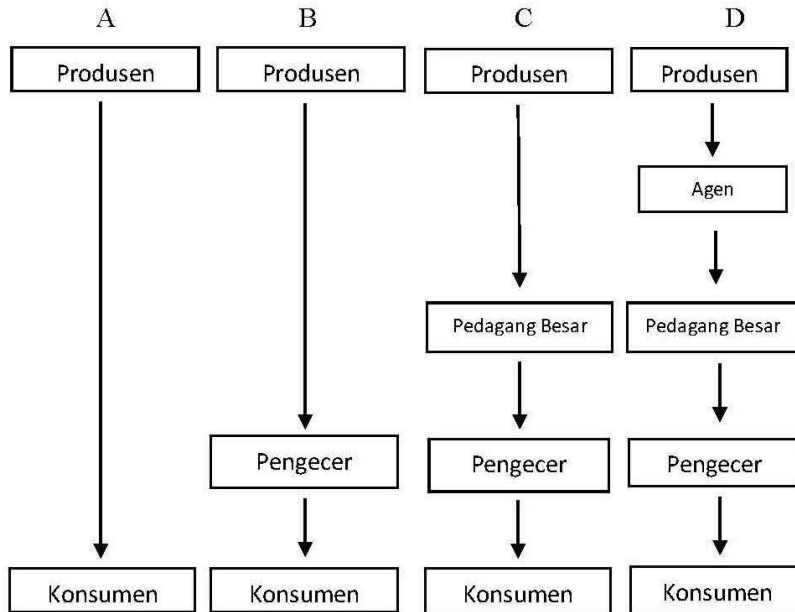 A B C D
Produsen Produsen Produsen Produsen
Agen
Pedagang Besar Pedagang Besar
Pengecer Pengecer Pengecer
Konsumen Konsumen Konsumen Konsumen